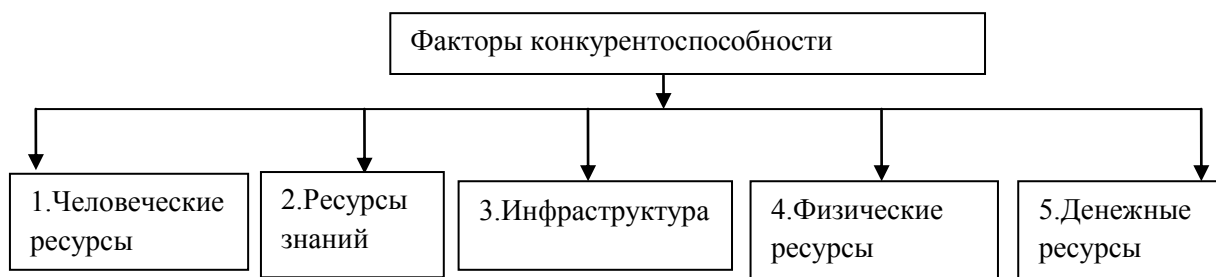 Факторы конкурентоспособности
1.Человеческие
ресурсы
2.Ресурсы
знаний
3.Инфраструктура
4.Физические
ресурсы
5.Денежные
ресурсы